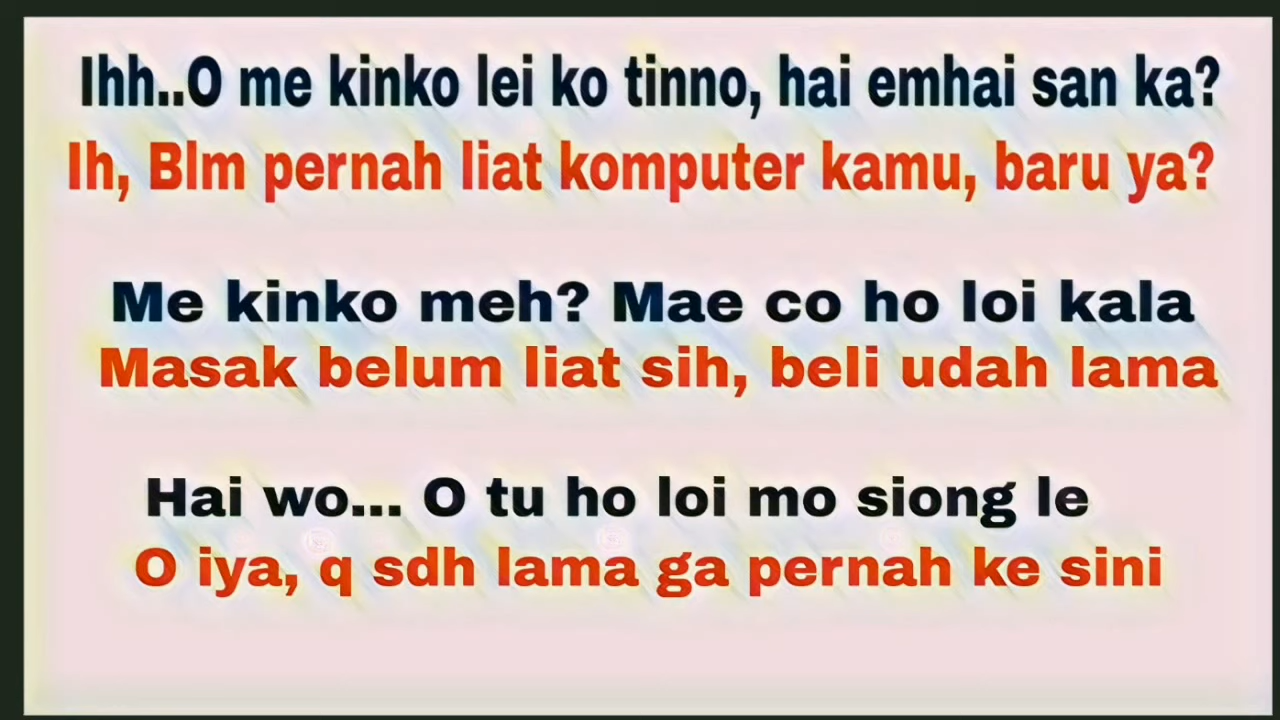 Ihh..O me kinko lei ko tinno, hai emhai san ka?
Ih, Blm pernah liat komputer kamu, baru ya?
Me kinko meh? Mae co ho loi kala
Masak belum liat sih, beli udah lama
Hai wo... O tu ho loi mo siong le
O iya, q sdh lama ga pernah ke sini